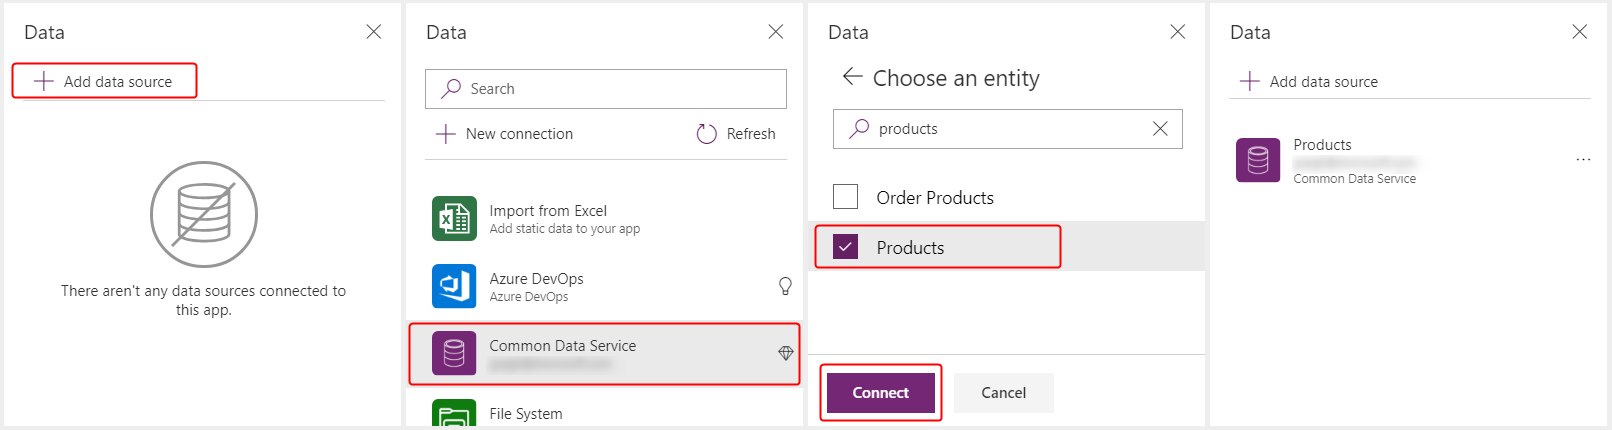 Data
Add data source
There aren't any data sources connected to
this app.
Data
Search
New connection
Refresh
Import from Excel
Add static data to your app
Azure DevOps
Azure DevOps
Common Data Service
File System
Data
Choose an entity
products
Order Products
Products
Connect
Cancel
Data
Add data source
Products
Common Data Service